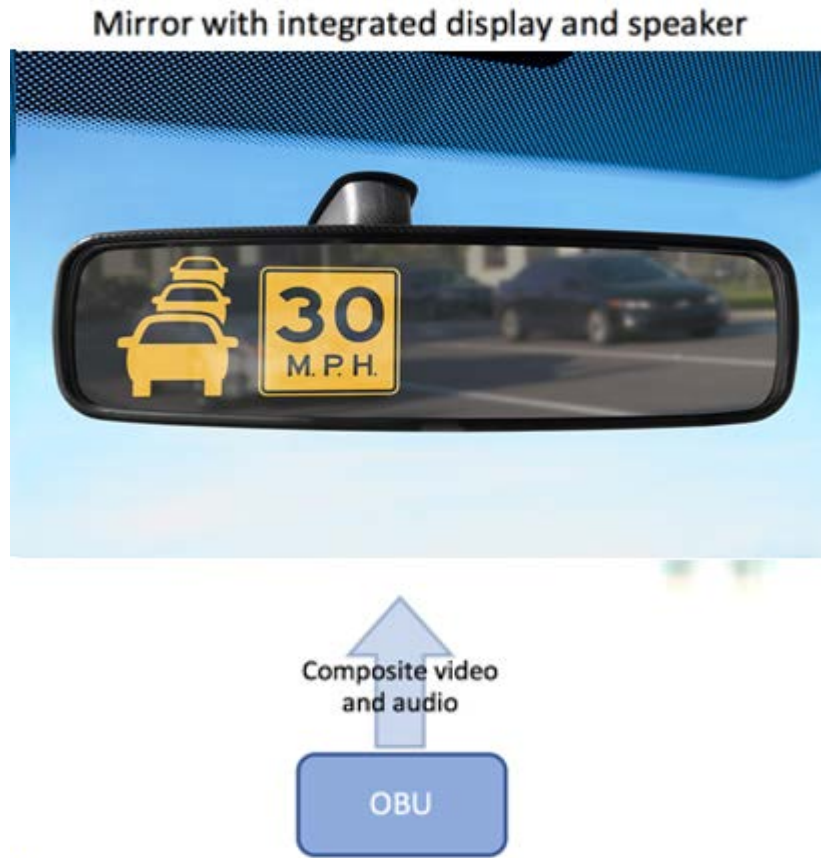 Mirror with integrated display and speaker
30
M. P. H.
Composite video
and audio
OBU